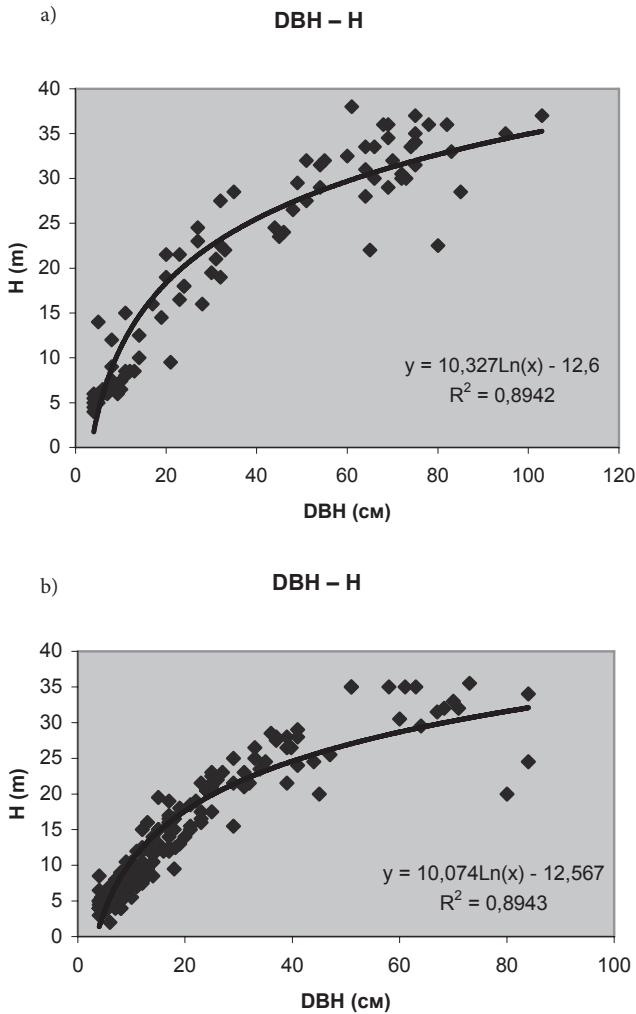 a)
DBH – H
40
35
30
25
20
15
10
5
0
H (m)
y = 10,327Ln(x) - 12,6
R² = 0,8942
0 20 40 60 80 100 120
DBH (см)
b)
DBH – H
40
35
30
25
20
15
10
5
0
H (m)
y = 10,074Ln(x) - 12,567
R² = 0,8943
0 20 40 60 80 100
DBH (см)